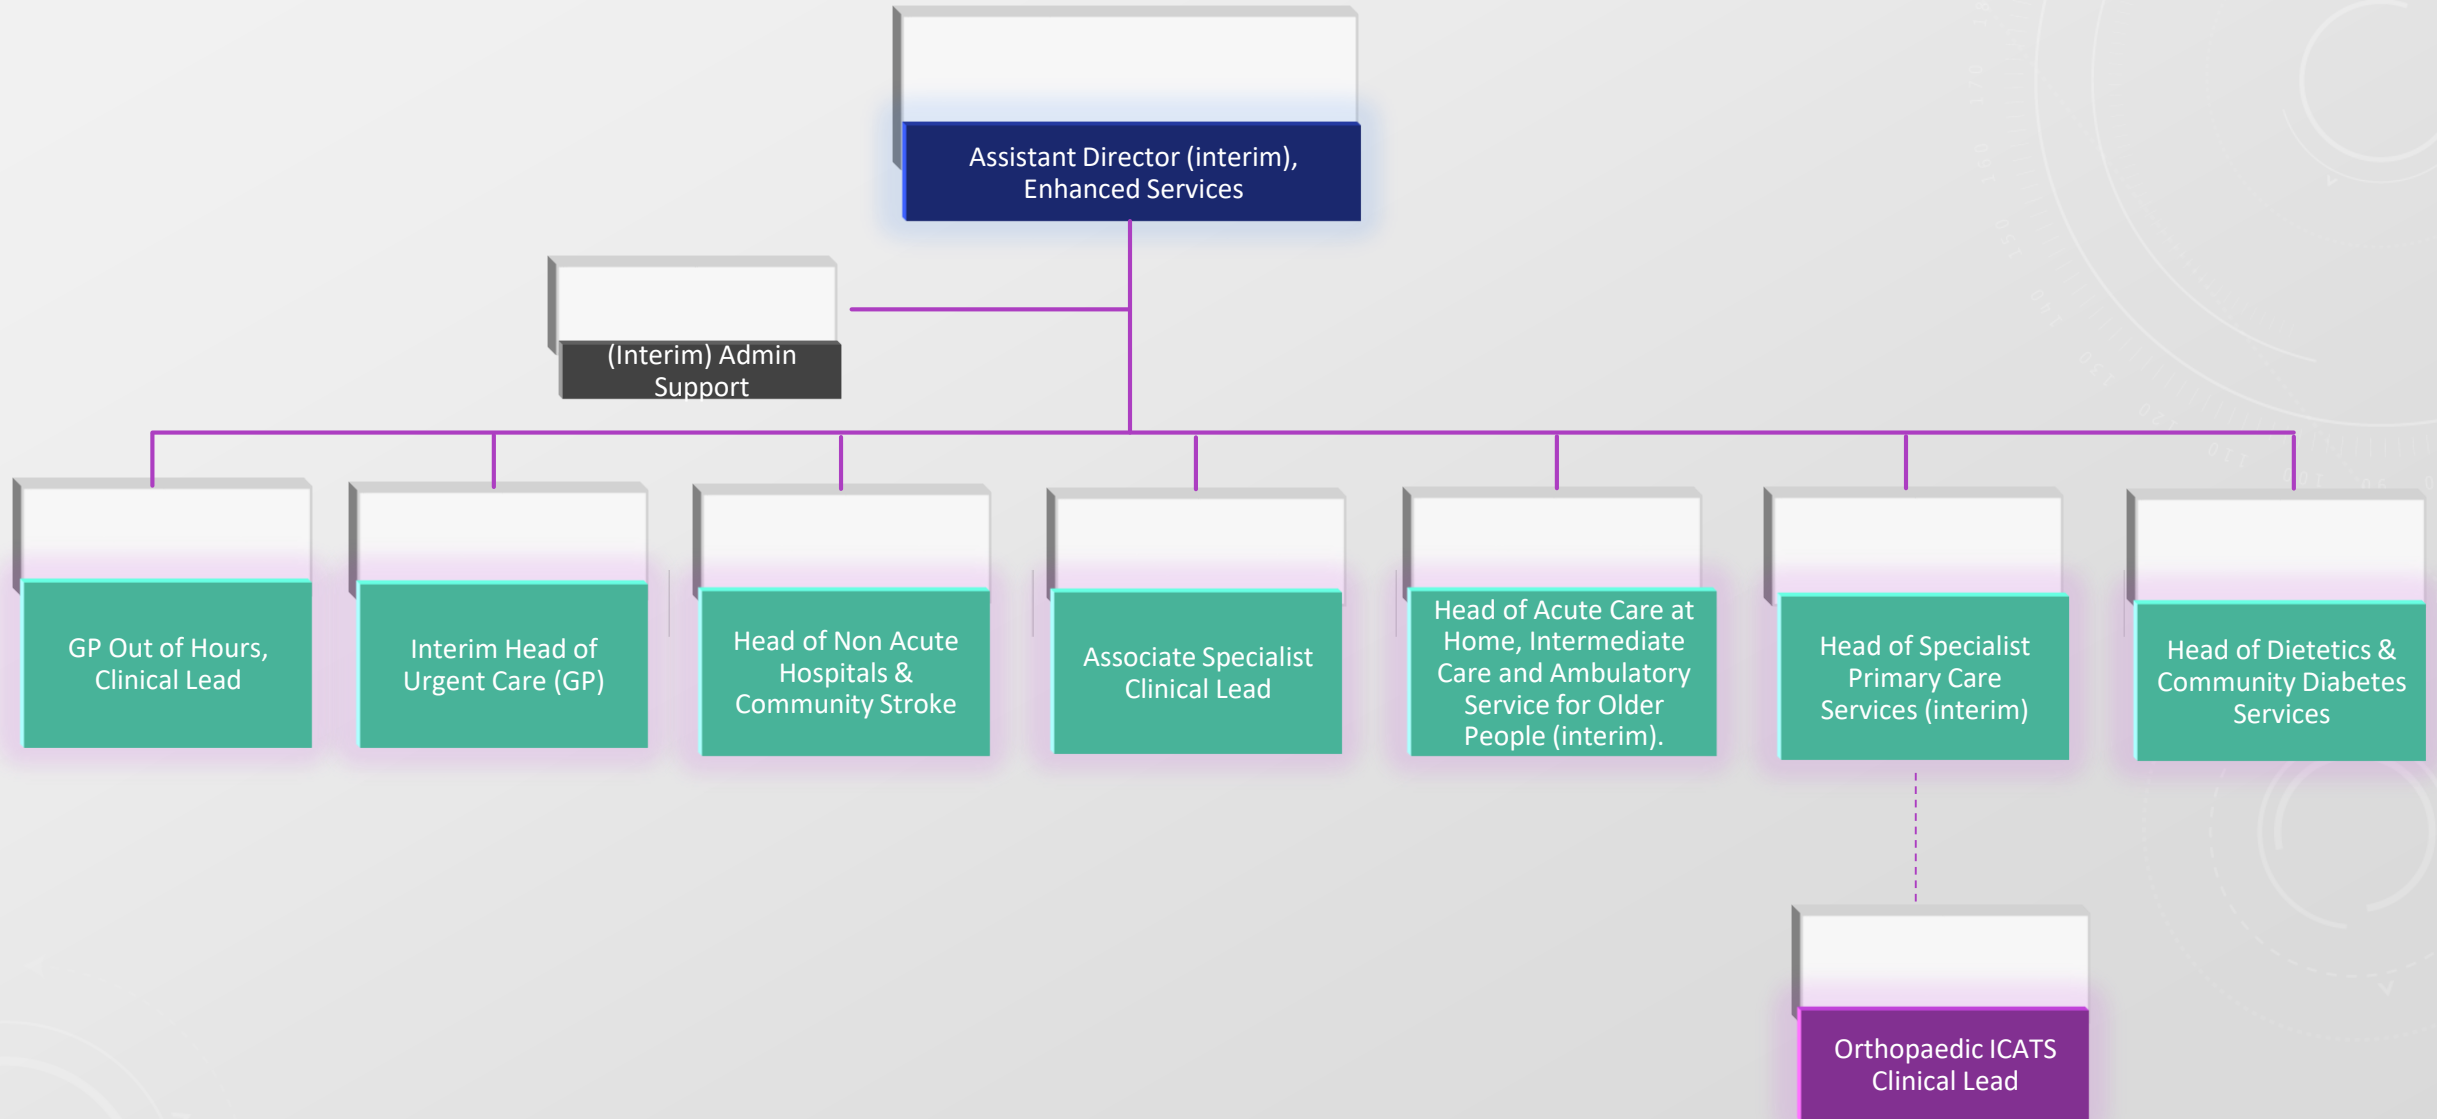 Assistant Director (interim),
Enhanced Services
(Interim) Admin
Support
GP Out of Hours,
Clinical Lead
Interim Head of
Urgent Care (GP)
Head of Non Acute
Hospitals &
Community Stroke
Associate Specialist
Clinical Lead
Head of Acute Care at
Home, Intermediate
Care and Ambulatory
Service for Older
People (interim).
Head of Specialist
Primary Care
Services (interim)
Head of Dietetics &
Community Diabetes
Services
Orthopaedic ICATS
Clinical Lead